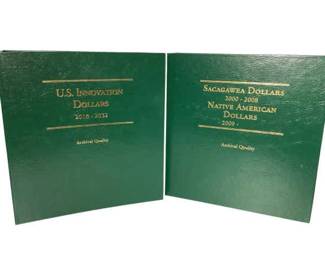 U.S. Innovation
Dollars
2018 - 2032
Archival Quality
Sacagawea Dollars
2000 - 2008
Native American
Dollars
2009 -
Archival Quality